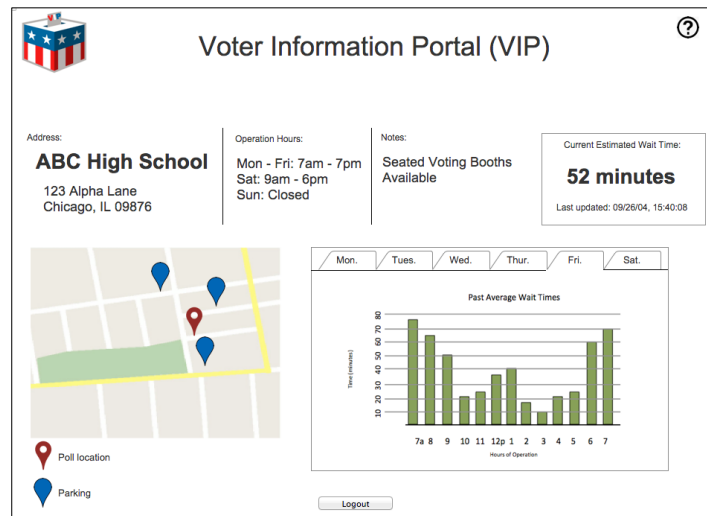 Voter Information Portal (VIP)
?
Address:
ABC High School
123 Alpha Lane
Chicago, IL 09876
Operation Hours:
Mon - Fri: 7am - 7pm
Sat: 9am - 6pm
Sun: Closed
Notes:
Seated Voting Booths
Available
Current Estimated Wait Time:
52 minutes
Last updated: 09/26/04, 15:40:08
Poll location
Parking
Mon. Tues. Wed. Thur. Fri. Sat.
Past Average Wait Times
Time (minutes)
80
70
60
50
40
30
20
10
7a 8 9 10 11 12p 1 2 3 4 5 6 7
Hours of Operation
Logout